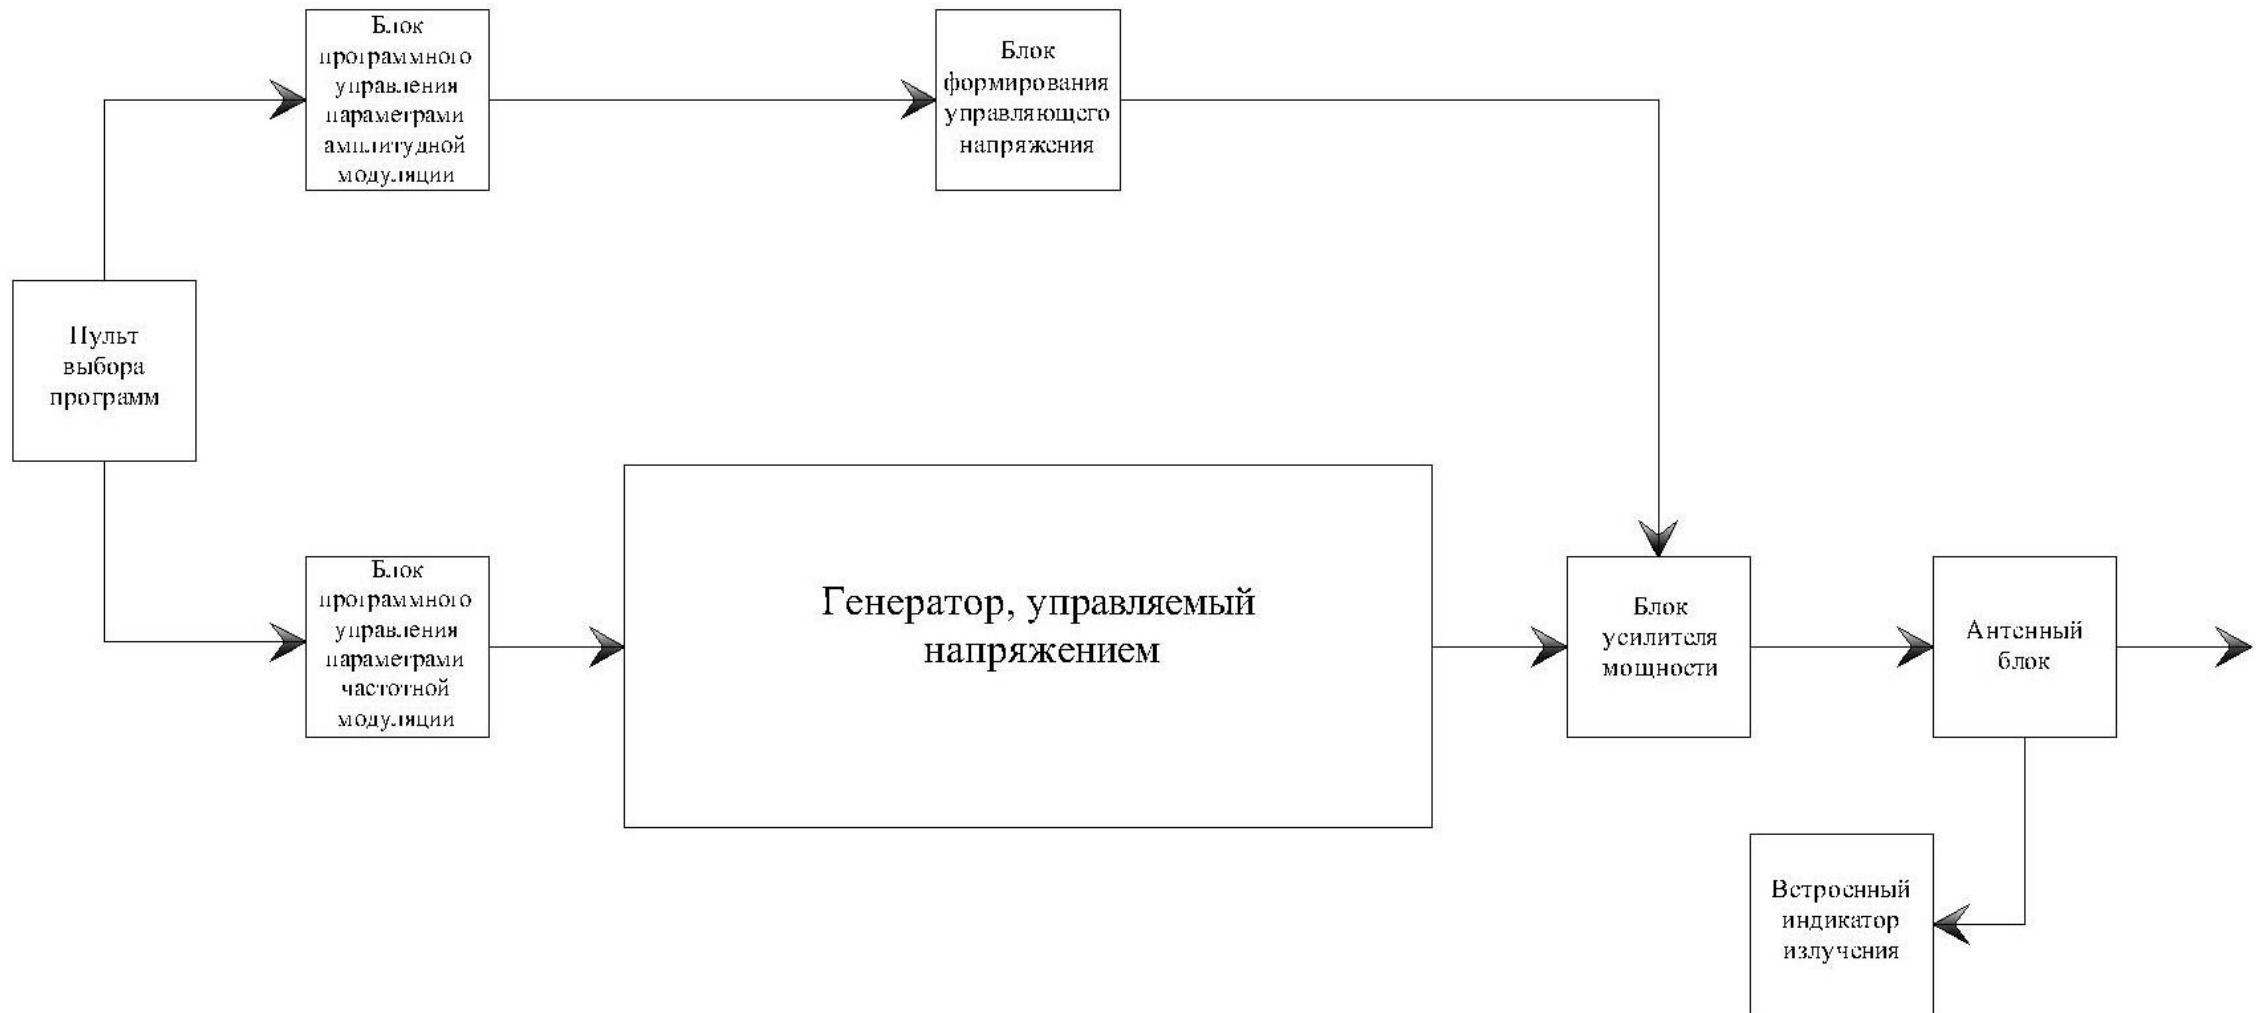 Блок
программного
управления
параметрами
амплитудной
модуляции
Блок
формирования
управляющего
напряжения
Пульт
выбора
программ
Блок
программного
управления
параметрами
частотной
модуляции
Генератор, управляемый
напряжением
Блок
усилителя
мощности
Антенный
блок
Встроенный
индикатор
излучения